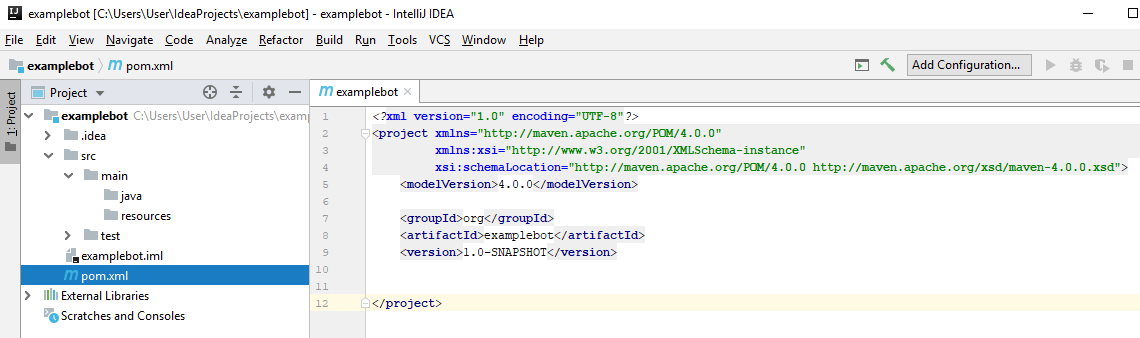 examplebot [C:\Users\User\IdeaProjects\examplebot] - examplebot - IntelliJ IDEA
File Edit View Navigate Code Analyze Refactor Build Run Tools VCS Window Help
examplebot pom.xml Add Configuration...
1: Project
Project
examplebot
examplebot C:\Users\User\IdeaProjects\exam
.idea
src
main
java
resources
test
examplebot.iml
pom.xml
External Libraries
Scratches and Consoles
1 <?xml version="1.0" encoding="UTF-8"?>
2 <project xmlns="http://maven.apache.org/POM/4.0.0"
3 xmlns:xsi="http://www.w3.org/2001/XMLSchema-instance"
4 xsi:schemaLocation="http://maven.apache.org/POM/4.0.0 http://maven.apache.org/xsd/maven-4.0.0.xsd">
5 <modelVersion>4.0.0</modelVersion>
6
7 <groupId>org</groupId>
8 <artifactId>examplebot</artifactId>
9 <version>1.0-SNAPSHOT</version>
10
11
12 </project>